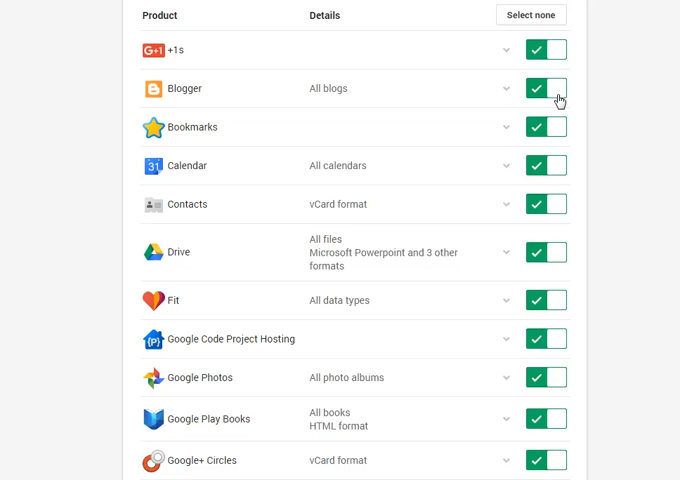 Product Details Select none
G+1 +1s
Blogger All blogs
Bookmarks
31 Calendar All calendars
Contacts vCard format
Drive All files
Microsoft Powerpoint and 3 other
formats
Fit All data types
{P} Google Code Project Hosting
Google Photos All photo albums
Google Play Books All books
HTML format
Google+ Circles vCard format